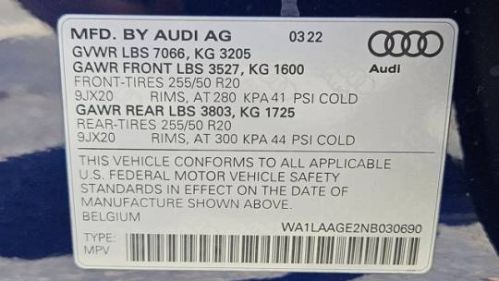 MFD. BY AUDI AG 03 22
GVWR LBS 7066, KG 3205
GAWR FRONT LBS 3527, KG 1600
FRONT-TIRES 255/50 R20
9JX20 RIMS, AT 280 KPA 41 PSI COLD
GAWR REAR LBS 3803, KG 1725
REAR-TIRES 255/50 R20
9JX20 RIMS, AT 300 KPA 44 PSI COLD
Audi
THIS VEHICLE CONFORMS TO ALL APPLICABLE
U.S. FEDERAL MOTOR VEHICLE SAFETY
STANDARDS IN EFFECT ON THE DATE OF
MANUFACTURE SHOWN ABOVE.
BELGIUM WA1LAAGE2NB030690
TYPE:
MPV